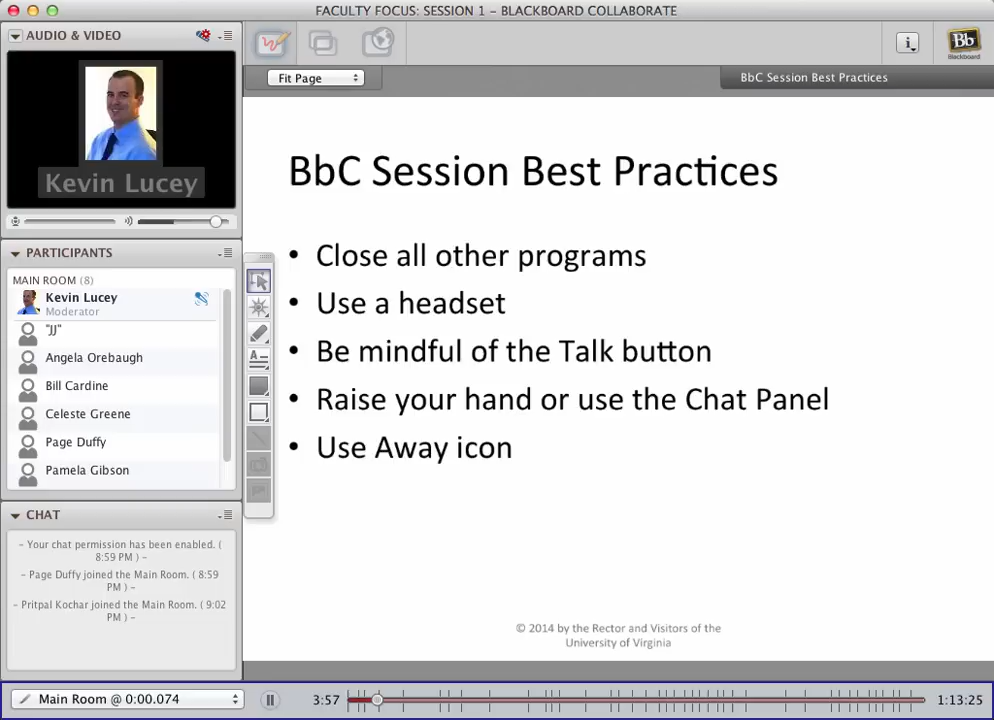 FACULTY FOCUS: SESSION 1 – BLACKBOARD COLLABORATE
AUDIO & VIDEO
Kevin Lucey
PARTICIPANTS
MAIN ROOM (8)
Kevin Lucey
Moderator
"JJ"
Angela Orebaugh
Bill Cardine
Celeste Greene
Page Duffy
Pamela Gibson
CHAT
– Your chat permission has been enabled. (
8:59 PM ) –
– Page Duffy joined the Main Room. ( 8:59
PM ) –
– Pritpal Kochar joined the Main Room. ( 9:02
PM ) –
i
Bb
Blackboard
Fit Page
BbC Session Best Practices
BbC Session Best Practices
• Close all other programs
• Use a headset
• Be mindful of the Talk button
• Raise your hand or use the Chat Panel
• Use Away icon
A
© 2014 by the Rector and Visitors of the
University of Virginia
Main Room @ 0:00.074
3:57
1:13:25